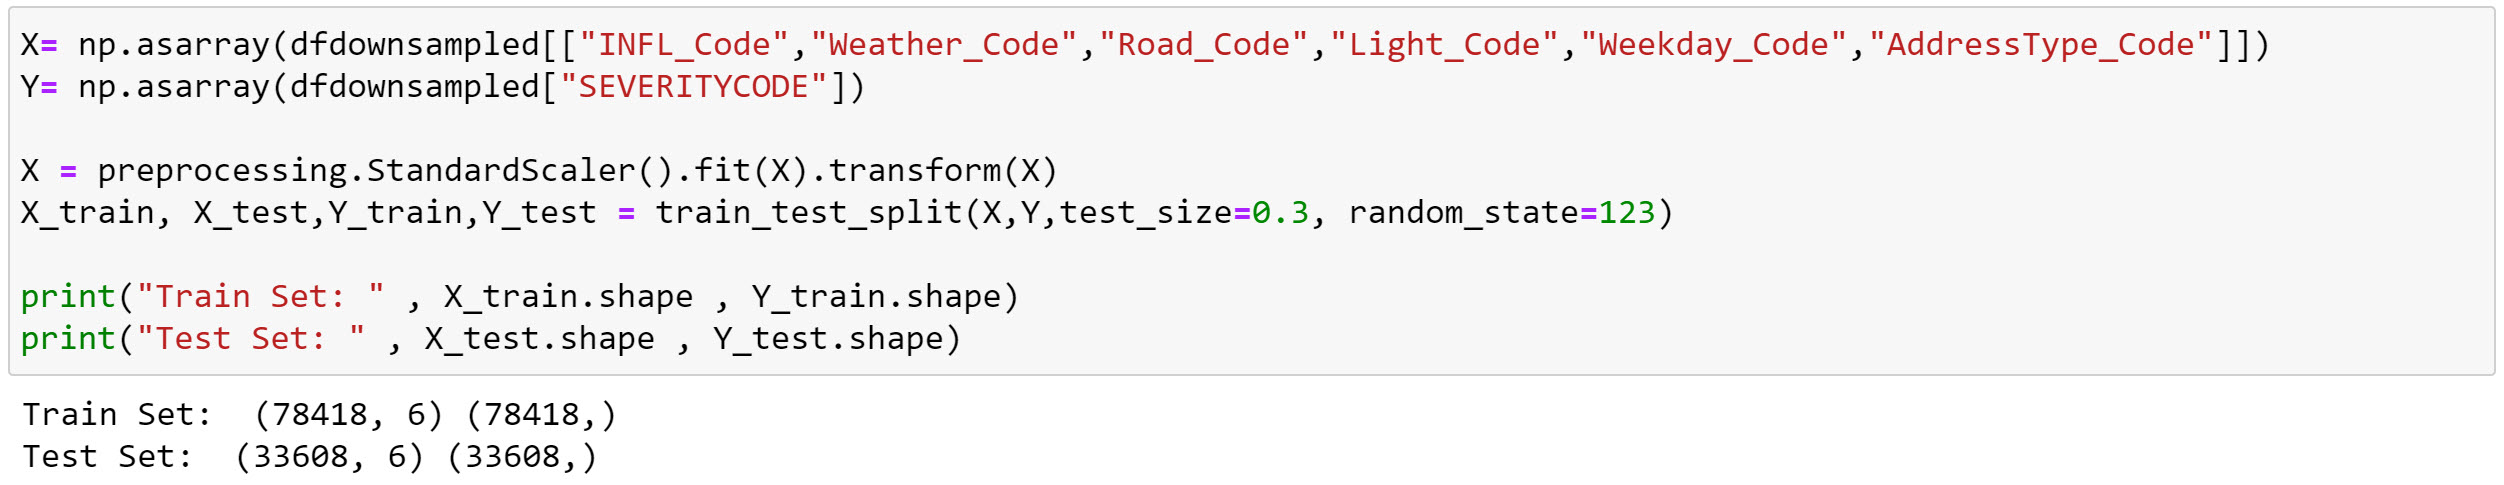 X= np.asarray(dfdownsampled[["INFL_Code","Weather_Code","Road_Code","Light_Code","Weekday_Code","AddressType_Code"]])
Y= np.asarray(dfdownsampled["SEVERITYCODE"])
X = preprocessing.StandardScaler().fit(X).transform(X)
X_train, X_test,Y_train,Y_test = train_test_split(X,Y,test_size=0.3, random_state=123)
print("Train Set: " , X_train.shape , Y_train.shape)
print("Test Set: " , X_test.shape , Y_test.shape)
Train Set:  (78418, 6) (78418,)
Test Set:  (33608, 6) (33608,)